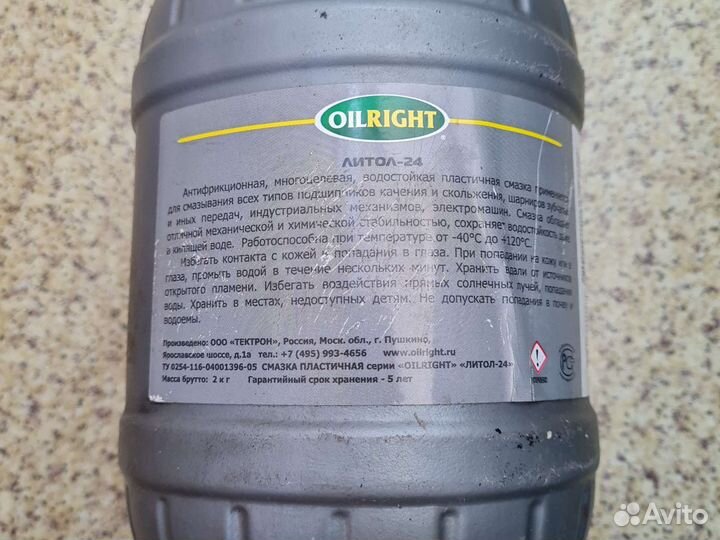 OILRIGHT
®
ЛИТОЛ-24
Антифрикционная, многоцелевая, водостойкая пластичная смазка применяется
для смазывания всех типов подшипников качения и скольжения, шарниров зубчатых
и иных передач, индустриальных механизмов, электромашин. Смазка обладает
отличной механической и химической стабильностью, сохраняет водостойкость даже
в кипящей воде. Работоспособна при температуре от -40°С до +120°С.
Избегать контакта с кожей и попадания в глаза. При попадании на кожу или в
глаза, промыть водой в течение нескольких минут. Хранить вдали от источников
открытого пламени. Избегать воздействия прямых солнечных лучей, попадания
воды. Хранить в местах, недоступных детям. Не допускать попадания в почву и
водоемы.
Произведено: ООО «ТЕКТРОН», Россия, Моск. обл., г. Пушкино,
Ярославское шоссе, д.1а тел.: +7 (495) 993-4656 www.oilright.ru
ТУ 0254-116-04001396-05 СМАЗКА ПЛАСТИЧНАЯ серии «OILRIGHT» «ЛИТОЛ-24»
Масса брутто: 2 кг Гарантийный срок хранения - 5 лет
Avito